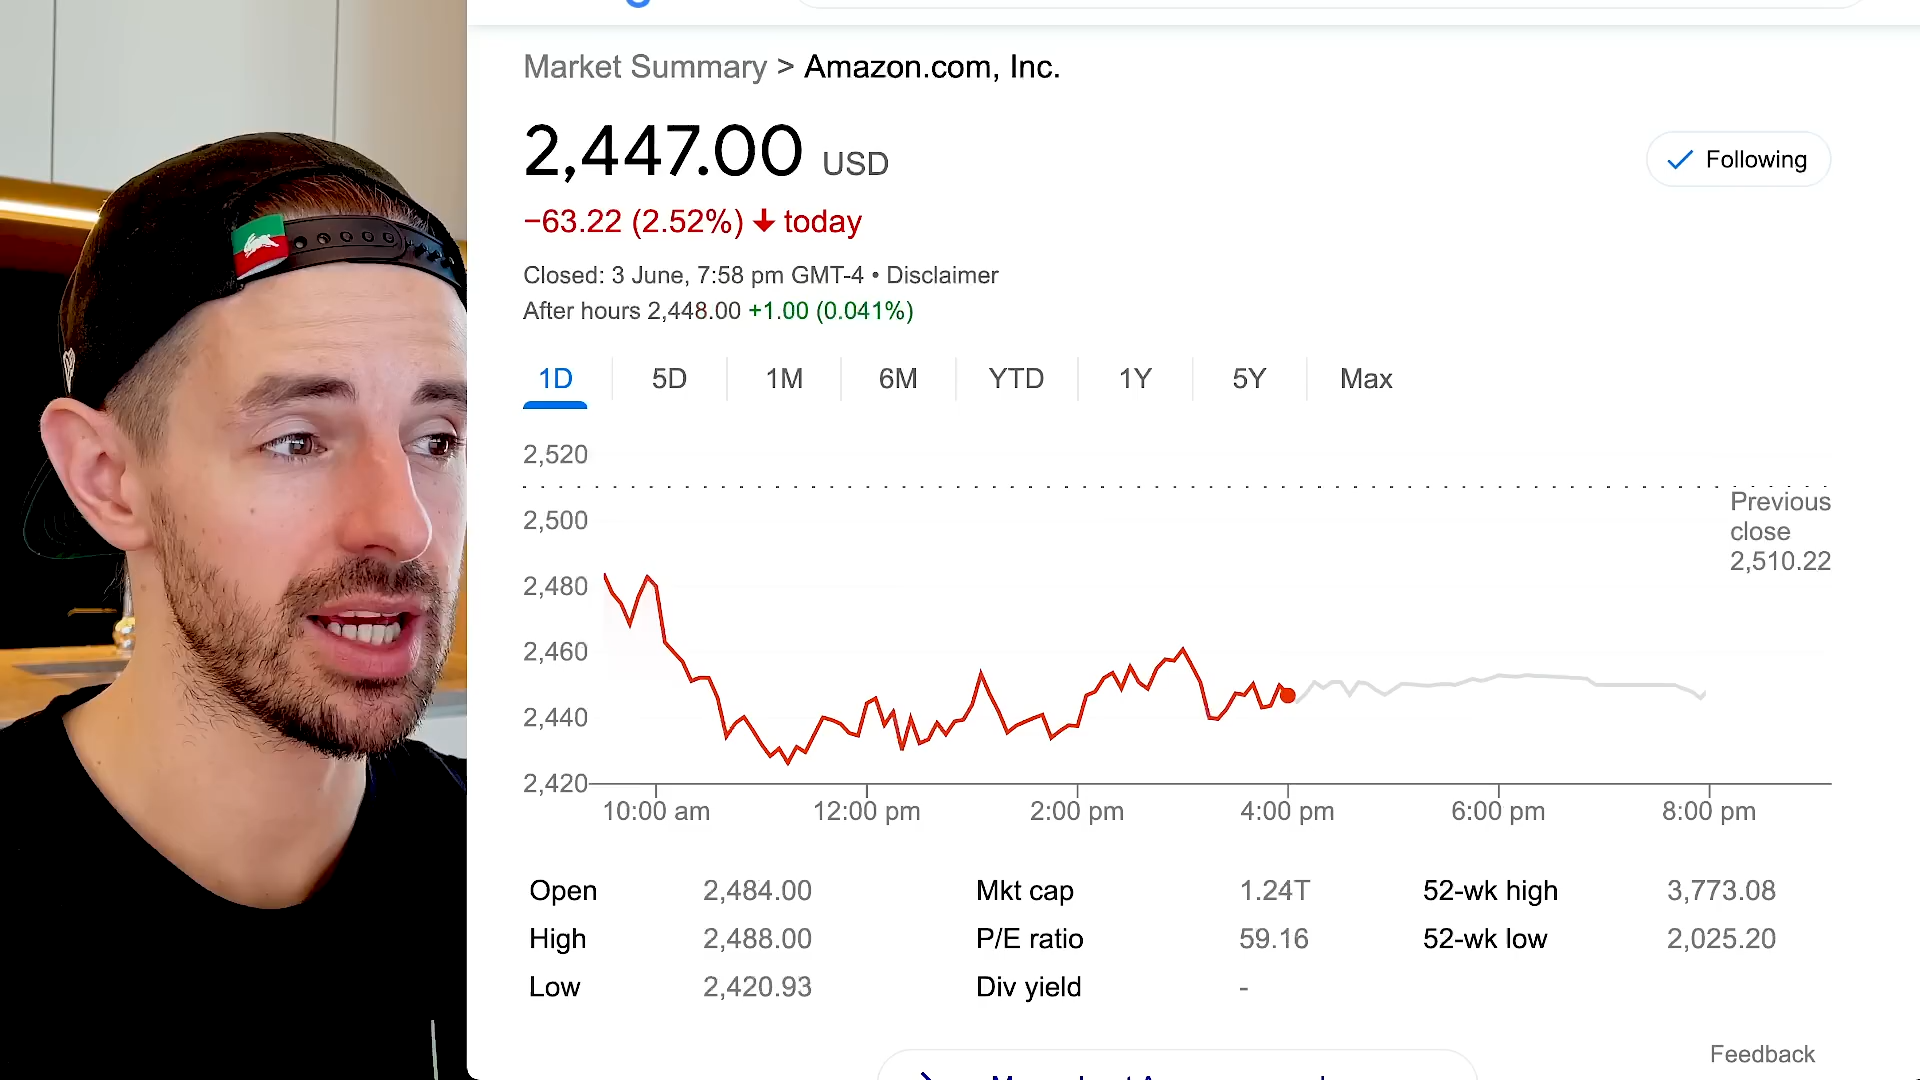 Market Summary > Amazon.com, Inc.
2,447.00 USD
Following
−63.22 (2.52%) today
Closed: 3 June, 7:58 pm GMT-4 • Disclaimer
After hours 2,448.00 +1.00 (0.041%)
1D 5D 1M 6M YTD 1Y 5Y Max
2,520
2,500
2,480
2,460
2,440
2,420
Previous
close
2,510.22
10:00 am 12:00 pm 2:00 pm 4:00 pm 6:00 pm 8:00 pm
Open 2,484.00 Mkt cap 1.24T 52-wk high 3,773.08
High 2,488.00 P/E ratio 59.16 52-wk low 2,025.20
Low 2,420.93 Div yield -
Feedback